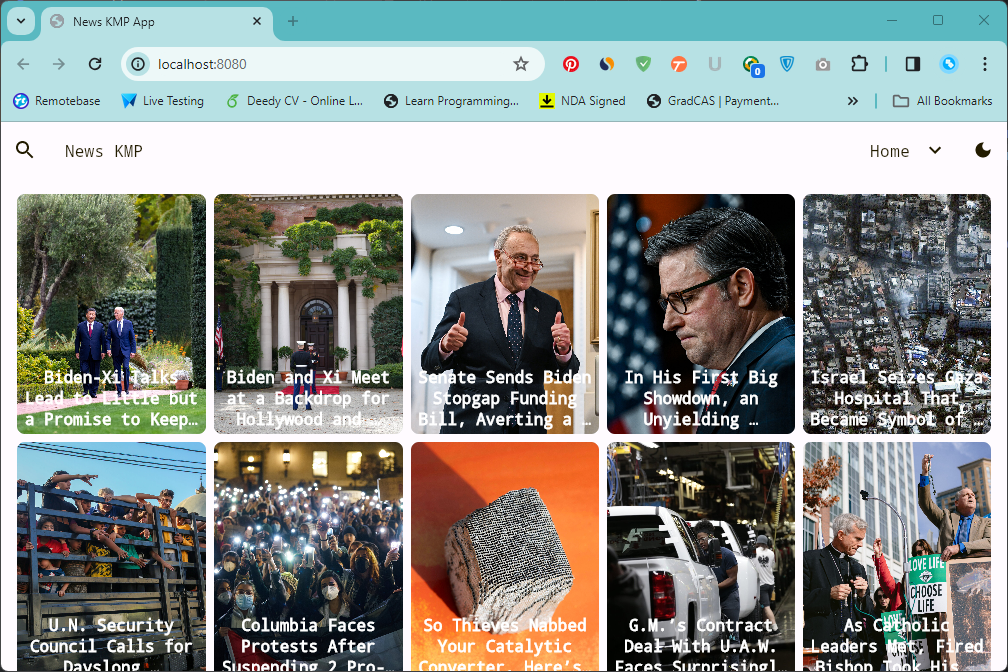 News KMP App
localhost:8080
0
Remotebase
Live Testing
Deedy CV - Online L...
Learn Programming...
NDA Signed
GradCAS | Payment...
All Bookmarks
News KMP
Home
Biden-Xi Talks
Lead to Little but
a Promise to Keep…
Biden and Xi Meet
at a Backdrop for
Hollywood and …
Senate Sends Biden
Stopgap Funding
Bill, Averting a …
In His First Big
Showdown, an
Unyielding …
Israel Seizes Gaza
Hospital That
Became Symbol of …
U.N. Security
Council Calls for
Dayslong …
Columbia Faces
Protests After
Suspending 2 Pro-…
So Thieves Nabbed
Your Catalytic
Converter. Here’s…
G.M.’s Contract
Deal With U.A.W.
Faces Surprisingl…
LOVE LIFE
CHOOSE
LIFE
LOVE
As Catholic
Leaders Met, Fired
Bishop Took His